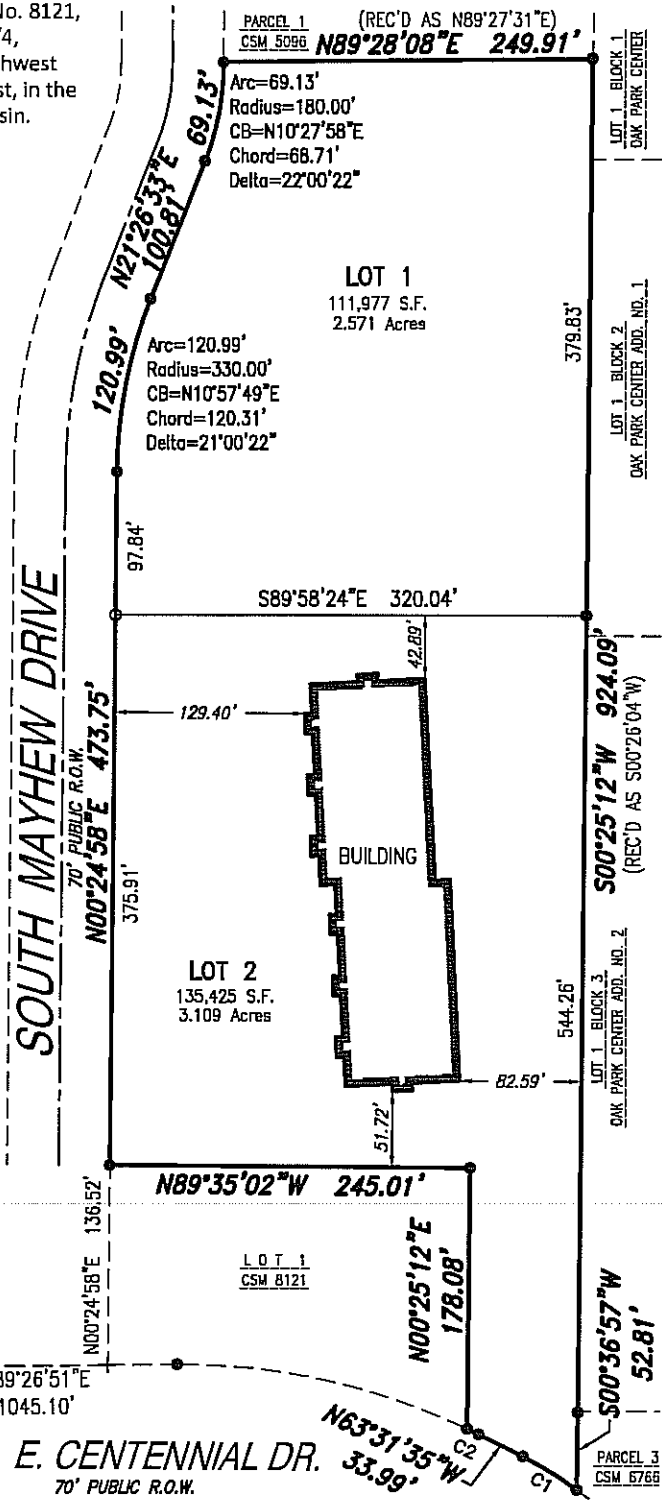 No. 8121,
/4,
hwest
st, in the
sin.
PARCEL 1
CSM 5096
(REC'D AS N89°27'31"E)
N89°28'08"E 249.91'
LOT 1 BLOCK 1
OAK PARK CENTER
69.13'
Arc=69.13'
Radius=180.00'
CB=N10°27'58"E
Chord=68.71'
Delta=22°00'22"
N21°26'33"E
100.81'
LOT 1
111,977 S.F.
2.571 Acres
379.83'
LOT 1 BLOCK 2
OAK PARK CENTER ADD. NO. 1
120.99'
Arc=120.99'
Radius=330.00'
CB=N10°57'49"E
Chord=120.31'
Delta=21°00'22"
97.84'
S89°58'24"E 320.04'
42.89'
SOUTH MAYHEW DRIVE
70' PUBLIC R.O.W.
N00°24'58"E 473.75'
375.91'
129.40'
BUILDING
S00°25'12"W 924.09'
(REC'D AS S00°26'04"W)
LOT 2
135,425 S.F.
3.109 Acres
544.26'
LOT 1 BLOCK 3
OAK PARK CENTER ADD. NO. 2
82.59'
51.72'
N89°35'02"W 245.01'
N00°24'58"E 136.52'
LOT 1
CSM 8121
N00°25'12"E
178.08'
S00°36'57"W
52.81'
89°26'51"E
1045.10'
N63°31'35"W
33.99'
C2
C1
E. CENTENNIAL DR.
70' PUBLIC R.O.W.
PARCEL 3
CSM 6766